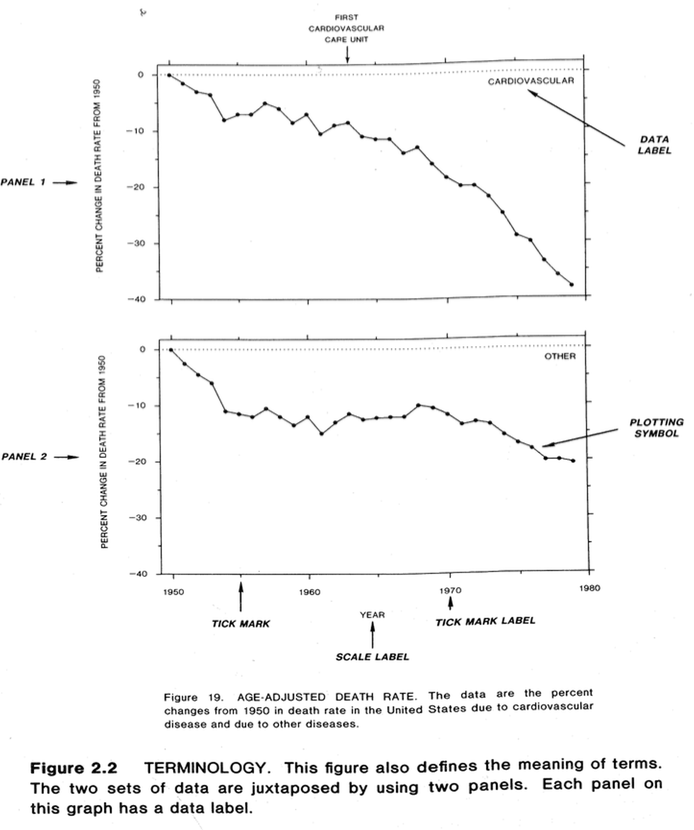 FIRST
CARDIOVASCULAR
CARE UNIT
PERCENT CHANGE IN DEATH RATE FROM 1950
0
−10
−20
−30
−40
CARDIOVASCULAR
DATA
LABEL
PANEL 1
PERCENT CHANGE IN DEATH RATE FROM 1950
0
−10
−20
−30
−40
OTHER
PLOTTING
SYMBOL
PANEL 2
1950 1960 1970 1980
TICK MARK
YEAR
TICK MARK LABEL
SCALE LABEL
Figure 19. AGE-ADJUSTED DEATH RATE. The data are the percent
changes from 1950 in death rate in the United States due to cardiovascular
disease and due to other diseases.
Figure 2.2 TERMINOLOGY. This figure also defines the meaning of terms.
The two sets of data are juxtaposed by using two panels. Each panel on
this graph has a data label.